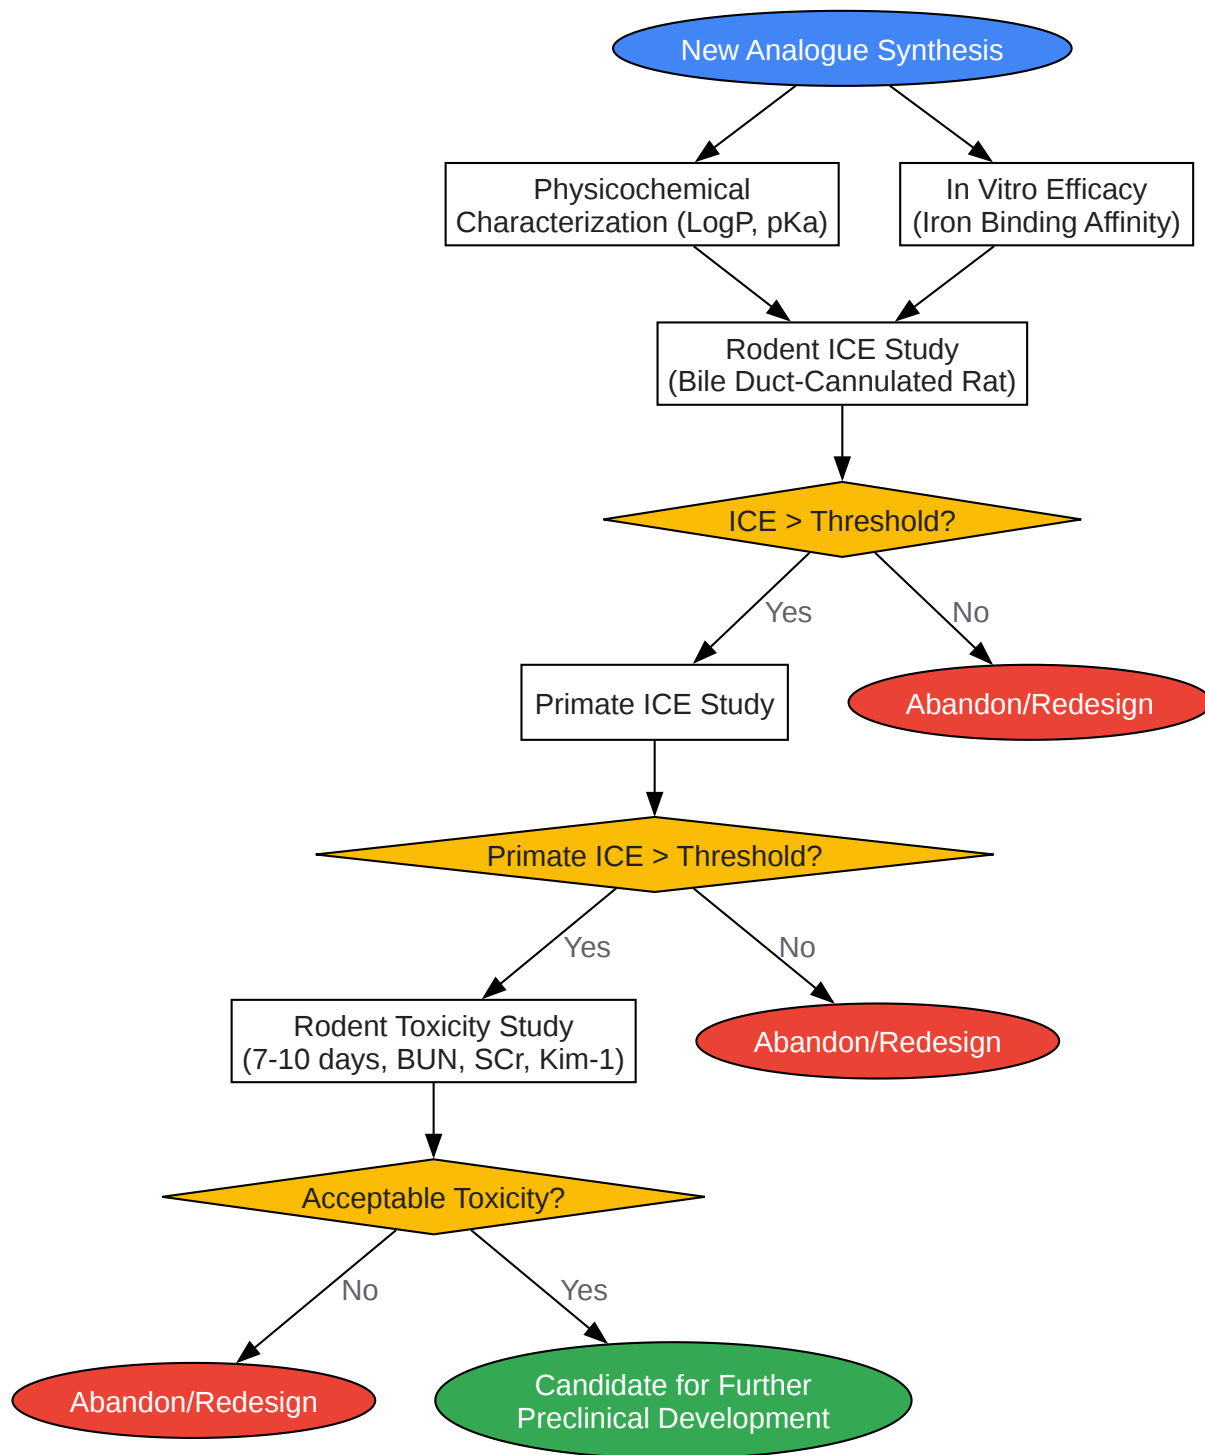 New Analogue Synthesis
Physicochemical
Characterization (LogP, pKa)
In Vitro Efficacy
(Iron Binding Affinity)
Rodent ICE Study
(Bile Duct-Cannulated Rat)
ICE > Threshold?
Yes
No
Primate ICE Study
Abandon/Redesign
Primate ICE > Threshold?
Yes
No
Rodent Toxicity Study
(7-10 days, BUN, SCr, Kim-1)
Abandon/Redesign
Acceptable Toxicity?
No
Yes
Abandon/Redesign
Candidate for Further
Preclinical Development